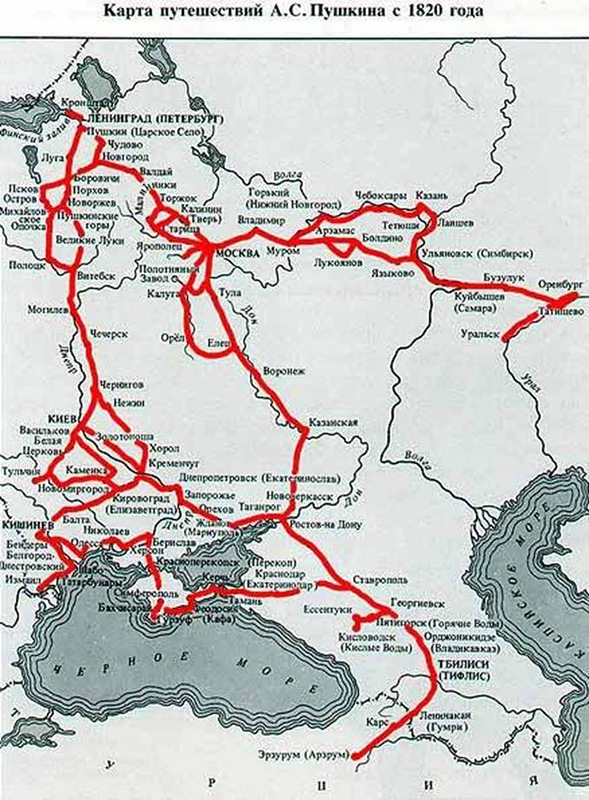 Карта путешествий А.С. Пушкина с 1820 года
Кронштадт
ЛЕНИНГРАД (ПЕТЕРБУРГ)
Финский залив
Пушкин (Царское Село)
Чудово
Луга
Новгород
Валдай
Боровичи
Псков
Порхов
Остров
Новоржев
Михайловское
Пушкинские горы
Опочка
Великие Луки
Торжок
Калинин (Тверь)
Старица
Ярополец
Полоцк
Витебск
МОСКВА
Волга
Горький (Нижний Новгород)
Владимир
Муром
Арзамас
Лукоянов
Болдино
Чебоксары
Казань
Тетюши
Лаишев
Ульяновск (Симбирск)
Языково
Бузулук
Оренбург
Куйбышев (Самара)
Татищево
Уральск
Урал
Полотняный Завод
Калуга
Тула
Дон
Орёл
Елец
Воронеж
Могилев
Чечерск
Днепр
Чернигов
Нежин
КИЕВ
Васильков
Белая Церковь
Золотоноша
Хорол
Кременчуг
Тульчин
Каменка
Новомиргород
Кировоград (Елизаветград)
Днепропетровск (Екатеринослав)
Казанская
Волга
Дон
Новочеркасск
Запорожье
Орехов
Таганрог
Жданов (Мариуполь)
Ростов-на Дону
Днепр
Балта
КИШИНЕВ
Николаев
Бендеры
Одесса
Херсон
Берислав
Белгород-Днестровский
Шабо
Татарбунары
Измаил
Красноперекопск (Перекоп)
Краснодар (Екатеринодар)
Керчь
Тамань
Симферополь
Феодосия (Кафа)
Бахчисарай
Гурзуф
Ставрополь
Ессентуки
Георгиевск
Пятигорск (Горячие Воды)
Кисловодск (Кислые Воды)
Орджоникидзе (Владикавказ)
ТБИЛИСИ (ТИФЛИС)
КАСПИЙСКОЕ МОРЕ
ЧЕРНОЕ МОРЕ
Карс
Ленинакан (Гумри)
Эрзурум (Арзрум)
Т У Р Ц И Я